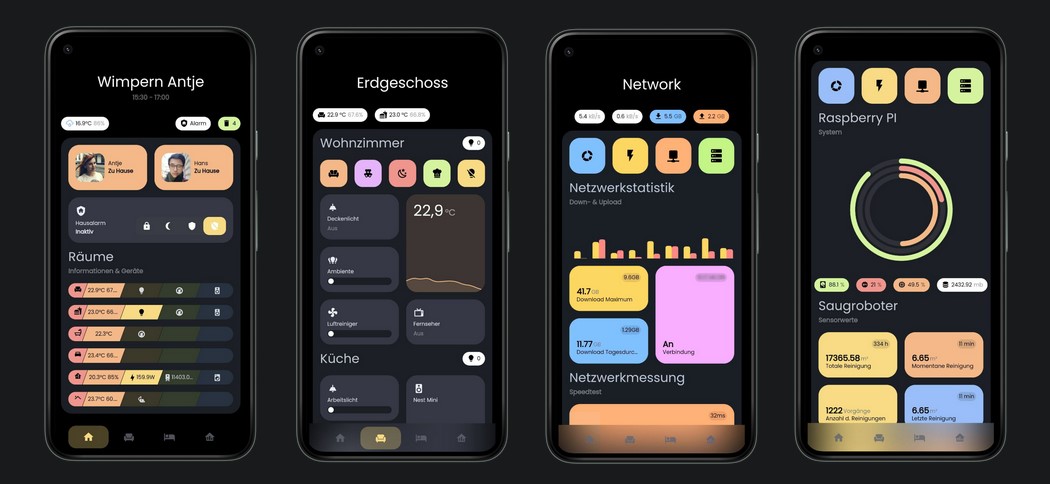 Wimpern Antje
15:30 - 17:00
16.9°C 66%
Alarm
4
Antje
Zu Hause
Hans
Zu Hause
Hausalarm
Inaktiv
Räume
Informationen & Geräte
22.9°C 67...
23.0°C 66...
22.3°C
23.4°C 66...
20.3°C 85%
159.9W
11403.0...
23.7°C 60...
Erdgeschoss
22.9 °C 67.6%
23.0 °C 66.8%
Wohnzimmer
0
Deckenlicht
Aus
22,9 °C
Ambiente
Luftreiniger
Fernseher
Aus
Küche
0
Arbeitslicht
Nest Mini
Network
5.4 kB/s
0.6 kB/s
5.5 GB
2.2 GB
Netzwerkstatistik
Down- & Upload
9.6GB
41.7 GB
Download Maximum
1.29GB
11.77 GB
Download Tagesdurc...
An
Verbindung
Netzwerkmessung
Speedtest
32ms
Raspberry PI
System
88.1 %
21 %
49.5 %
2432.92 mb
Saugroboter
Sensorwerte
334 h
17365.58 m²
Totale Reinigung
11 min
6.65 m²
Momentane Reinigung
1222 Vorgänge
Anzahl d. Reinigungen
11 min
6.65 m²
Letzte Reinigung